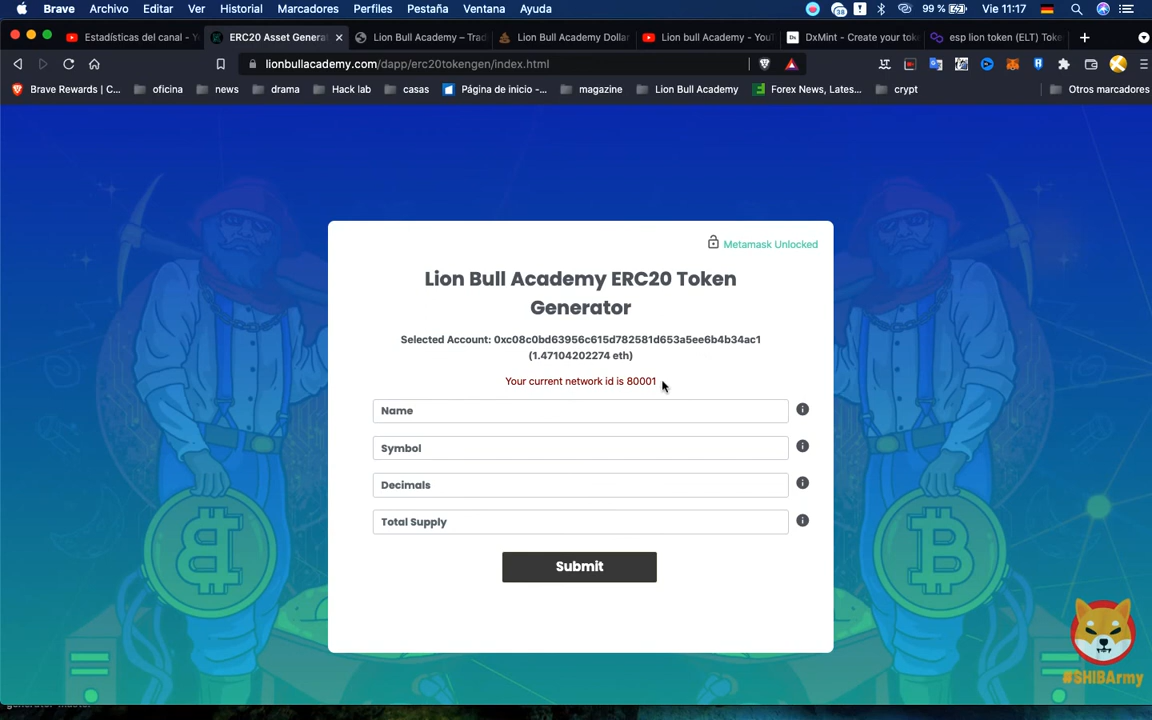 Brave Archivo Editar Ver Historial Marcadores Perfiles Pestaña Ventana Ayuda 38 99 % Vie 11:17
Estadísticas del canal - Y ERC20 Asset Genera Lion Bull Academy – Trad Lion Bull Academy Dollar Lion bull Academy - YouT Ds DxMint - Create your tok esp lion token (ELT) Toke
lionbullacademy.com/dapp/erc20tokengen/index.html
Brave Rewards | C... oficina news drama Hack lab casas Página de inicio -... magazine Lion Bull Academy Forex News, Lates... crypt Otros marcadores
Metamask Unlocked
Lion Bull Academy ERC20 Token
Generator
Selected Account: 0xc08c0bd63956c615d782581d653a5ee6b4b34ac1
(1.47104202274 eth)
Your current network id is 80001
Name
Symbol
Decimals
Total Supply
Submit
#SHIBArmy